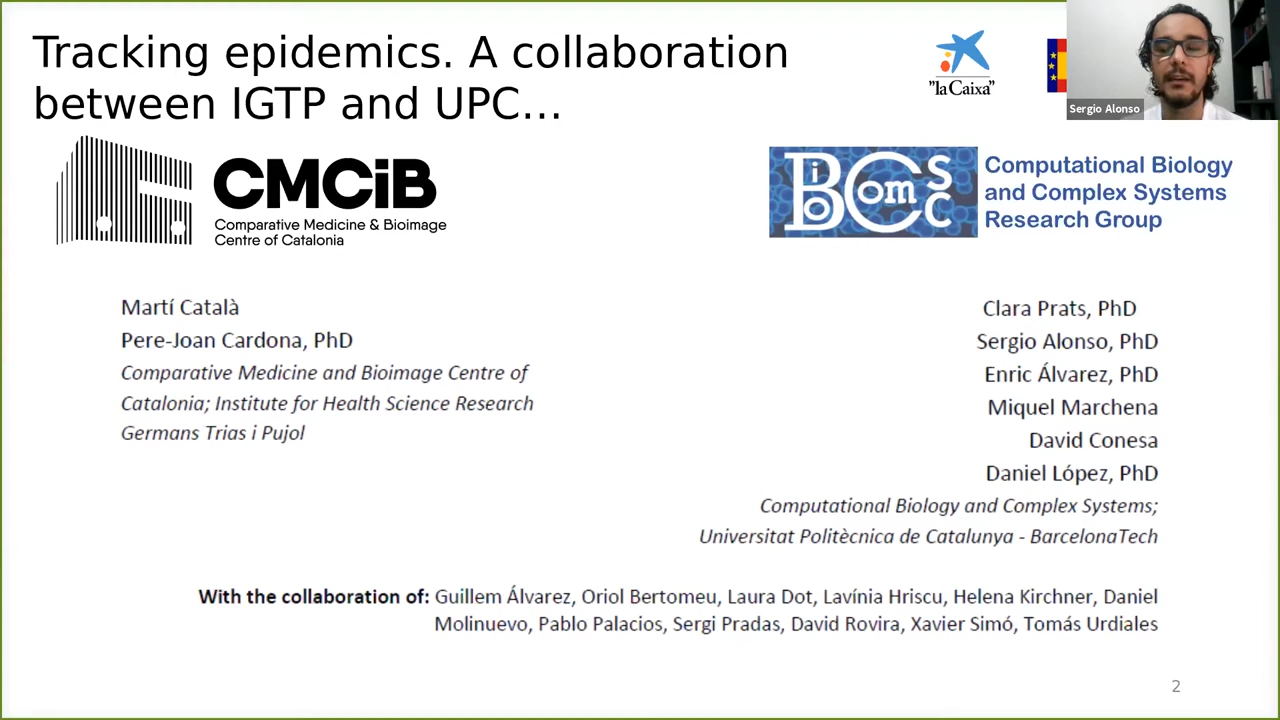 Tracking epidemics. A collaboration
between IGTP and UPC...
"la Caixa"
Sergio Alonso
CMCiB
Comparative Medicine & Bioimage
Centre of Catalonia
BioComSC
Computational Biology
and Complex Systems
Research Group
Martí Català
Pere-Joan Cardona, PhD
Comparative Medicine and Bioimage Centre of
Catalonia; Institute for Health Science Research
Germans Trias i Pujol
Clara Prats, PhD
Sergio Alonso, PhD
Enric Álvarez, PhD
Miquel Marchena
David Conesa
Daniel López, PhD
Computational Biology and Complex Systems;
Universitat Politècnica de Catalunya - BarcelonaTech
With the collaboration of: Guillem Álvarez, Oriol Bertomeu, Laura Dot, Lavínia Hriscu, Helena Kirchner, Daniel
Molinuevo, Pablo Palacios, Sergi Pradas, David Rovira, Xavier Simó, Tomás Urdiales
2